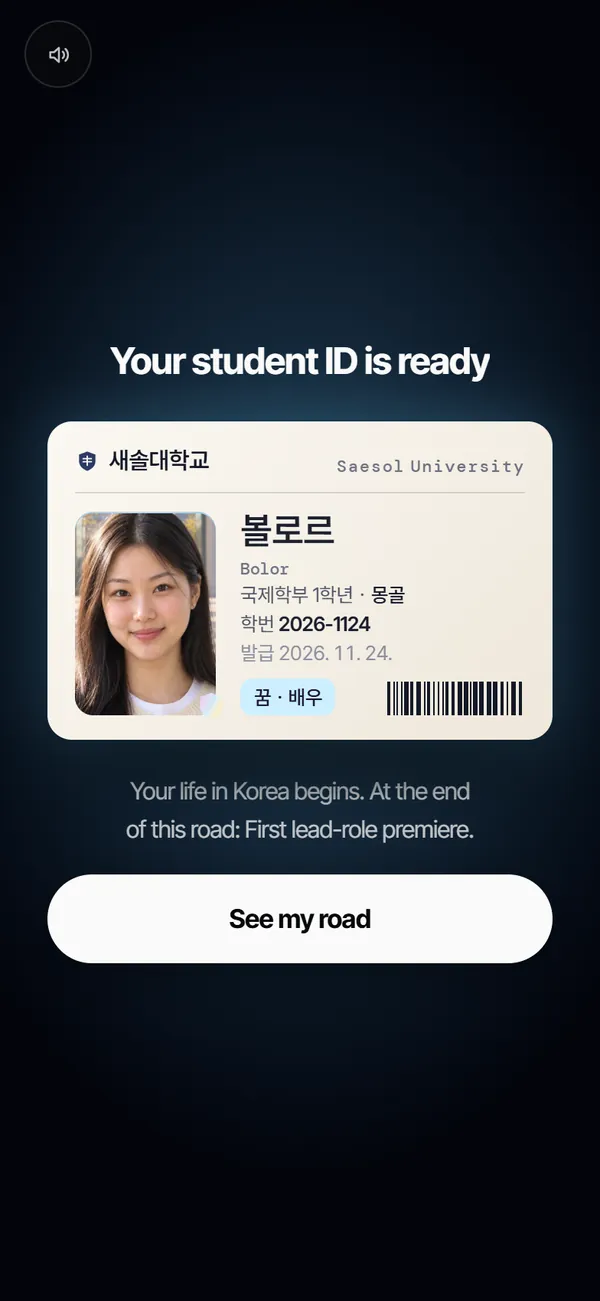 Your student ID is ready
새솔대학교
Saesol University
볼로르
Bolor
국제학부 1학년 · 몽골
학번 2026-1124
발급 2026. 11. 24.
꿈 · 배우
Your life in Korea begins. At the end
of this road: First lead-role premiere.
See my road